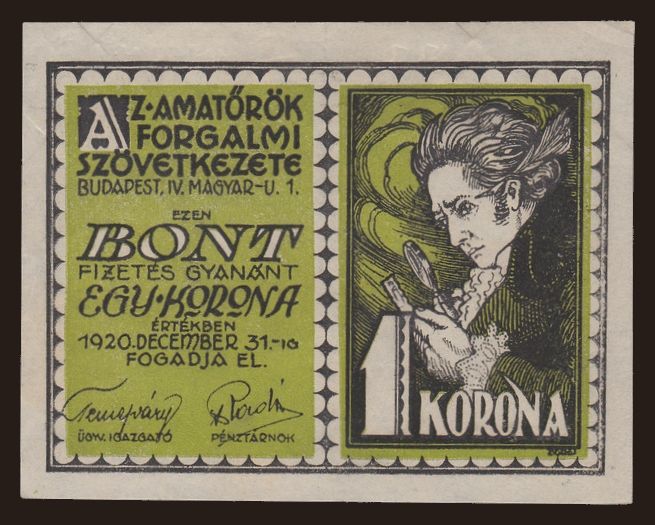 AZ·AMATŐRÖK
FORGALMI
SZÖVETKEZETE
BUDAPEST, IV. MAGYAR-U. 1.
EZEN
BONT
FIZETÉS GYANÁNT
EGY·KORONA
ÉRTÉKBEN
1920. DECEMBER 31.-IG
FOGADJA EL.
Temesváry
ÜGYV. IGAZGATÓ
PÉNZTÁRNOK
1 KORONA